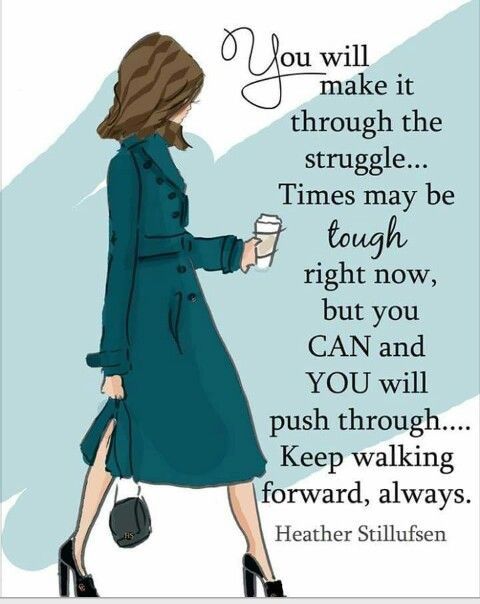 You will
make it
through the
struggle...
Times may be
tough
right now,
but you
CAN and
YOU will
push through....
Keep walking
forward, always.
Heather Stillufsen
HS